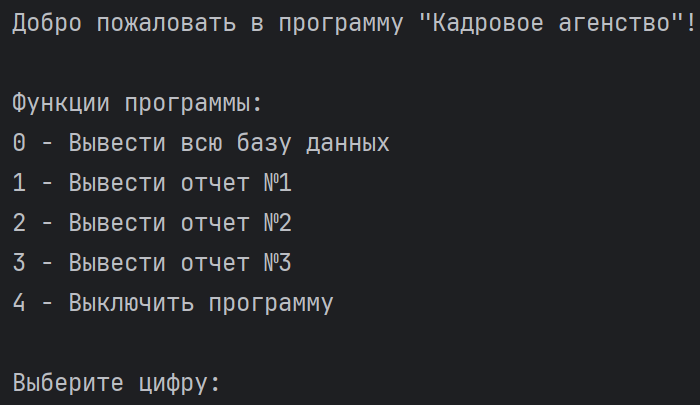 Добро пожаловать в программу "Кадровое агенство"!
Функции программы:
0 - Вывести всю базу данных
1 - Вывести отчет №1
2 - Вывести отчет №2
3 - Вывести отчет №3
4 - Выключить программу
Выберите цифру: